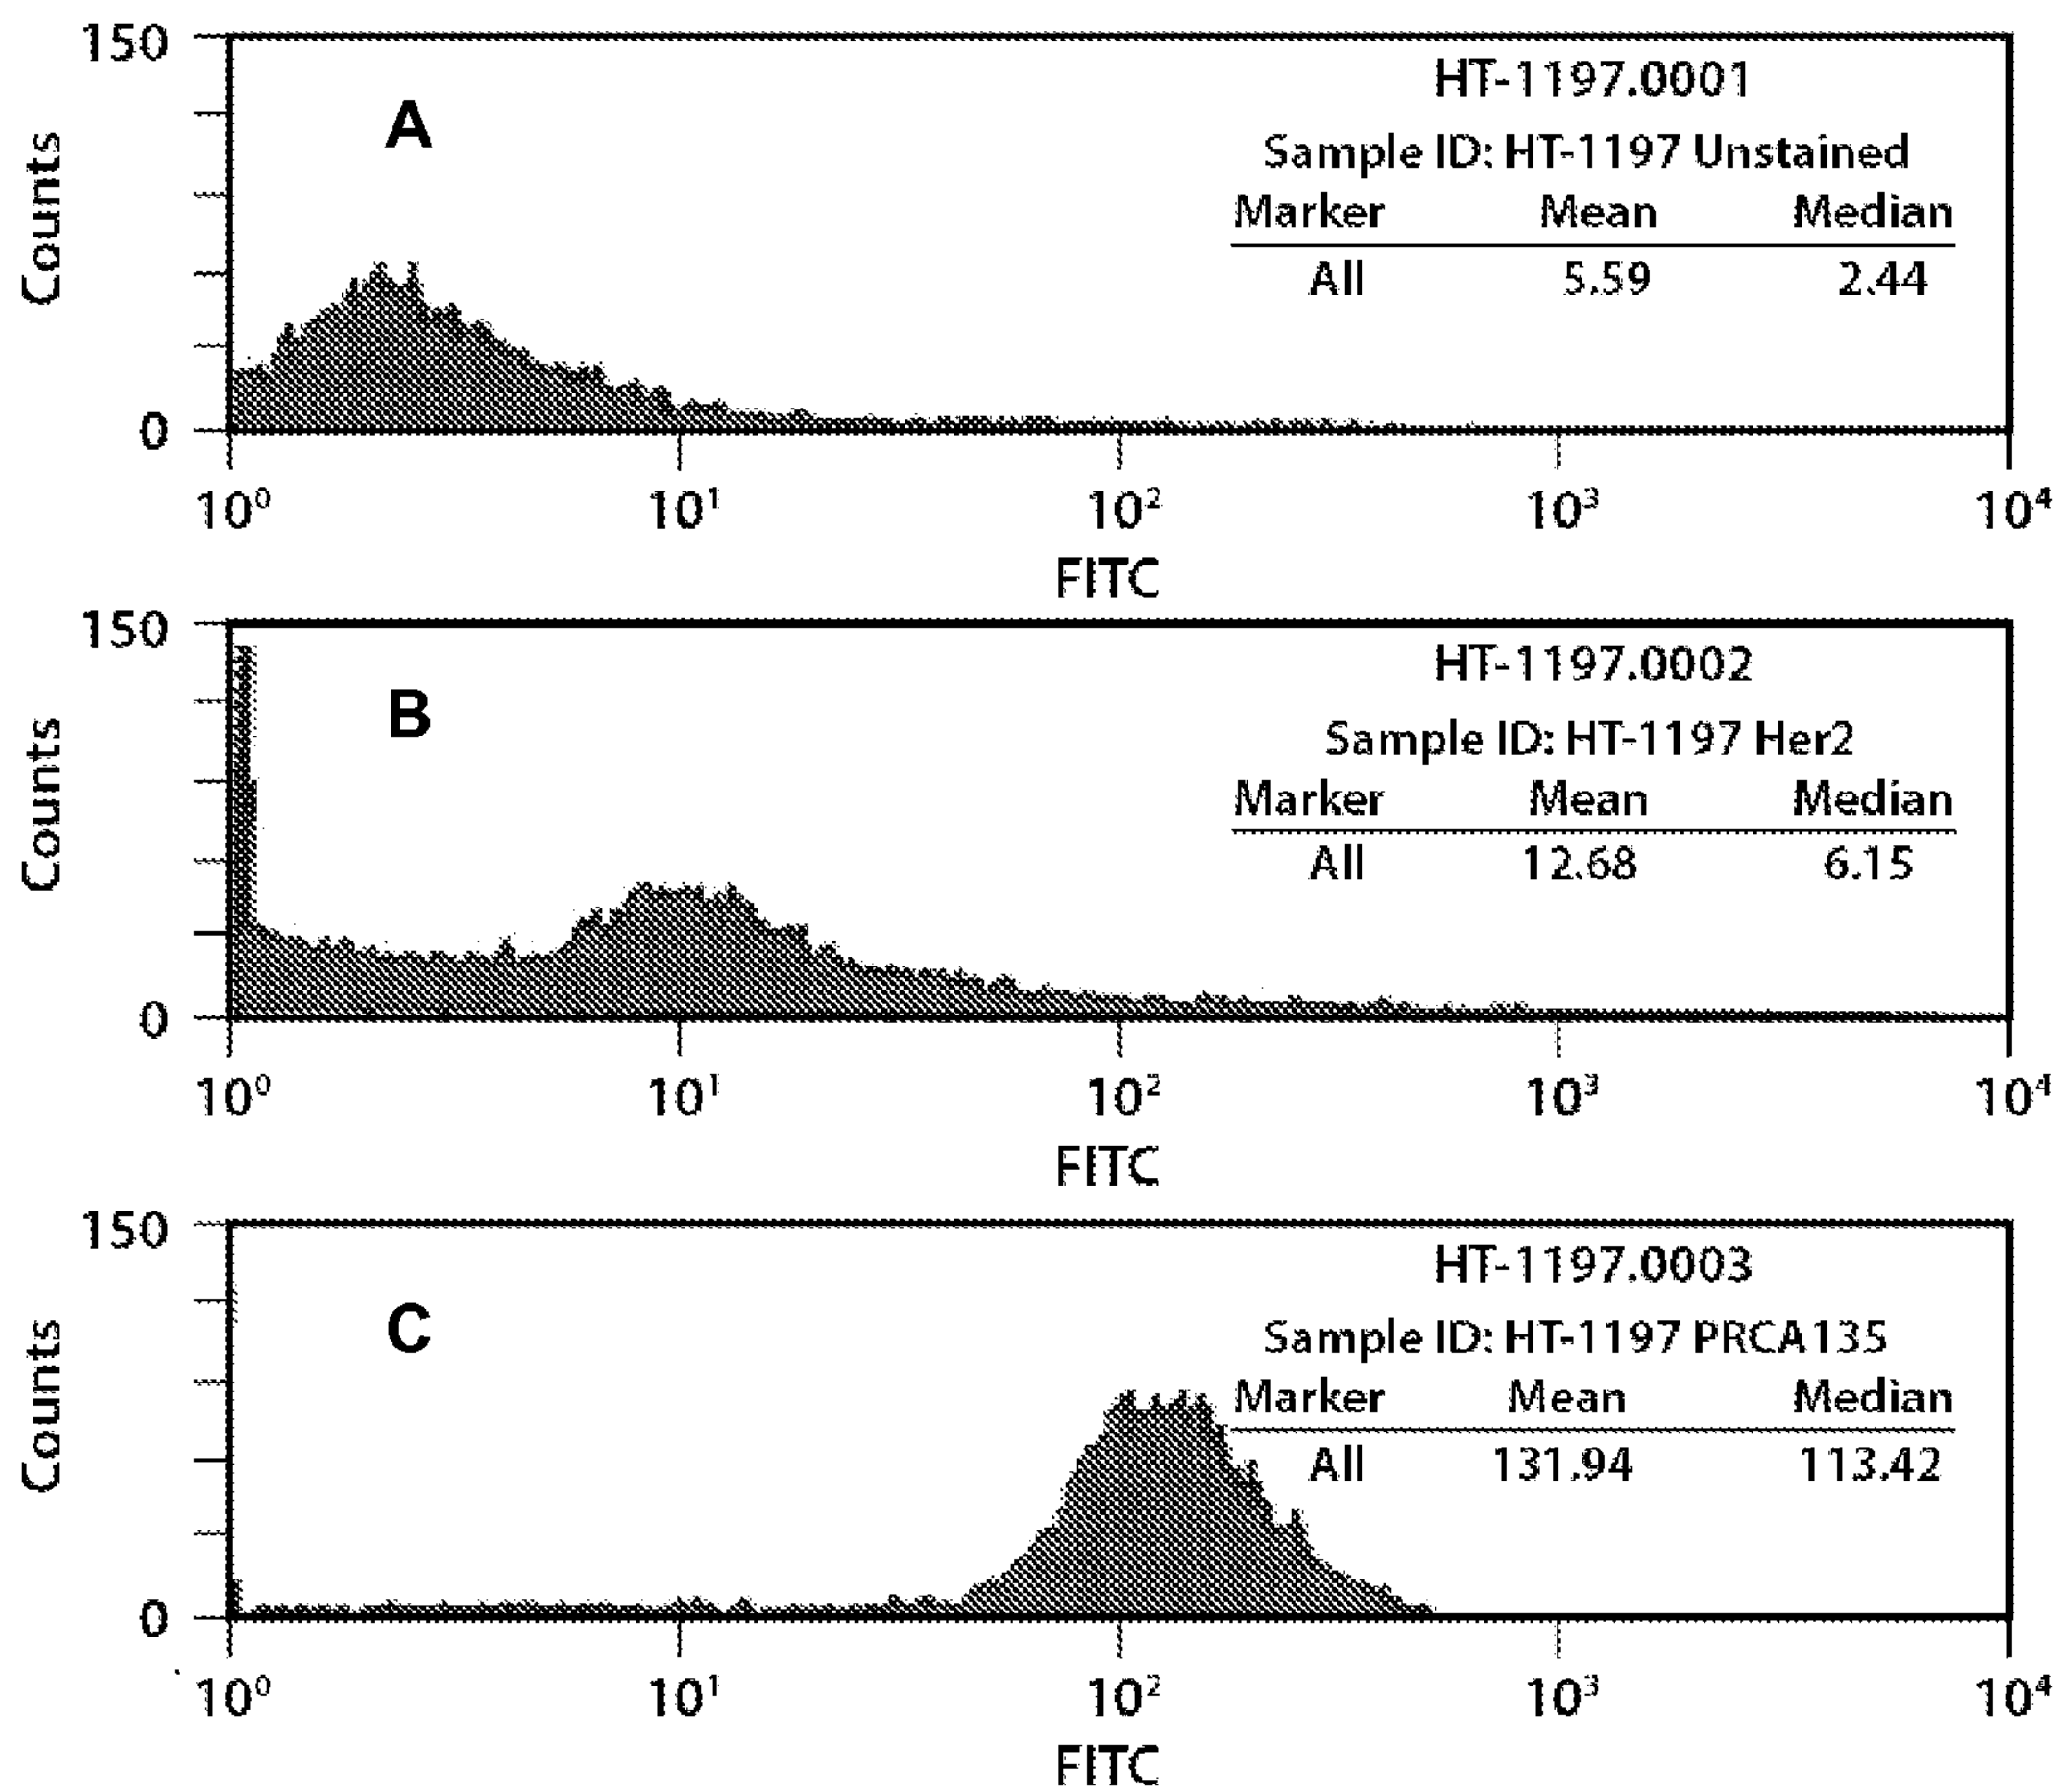 150
A
HT-1197.0001
Sample ID: HT-1197 Unstained
Marker Mean Median
All 5.59 2.44
Counts
0
10⁰ 10¹ 10² 10³ 10⁴
FITC
150
B
HT-1197.0002
Sample ID: HT-1197 Her2
Marker Mean Median
All 12.68 6.15
Counts
0
10⁰ 10¹ 10² 10³ 10⁴
FITC
150
C
HT-1197.0003
Sample ID: HT-1197 PRCA135
Marker Mean Median
All 131.94 113.42
Counts
0
10⁰ 10¹ 10² 10³ 10⁴
FITC